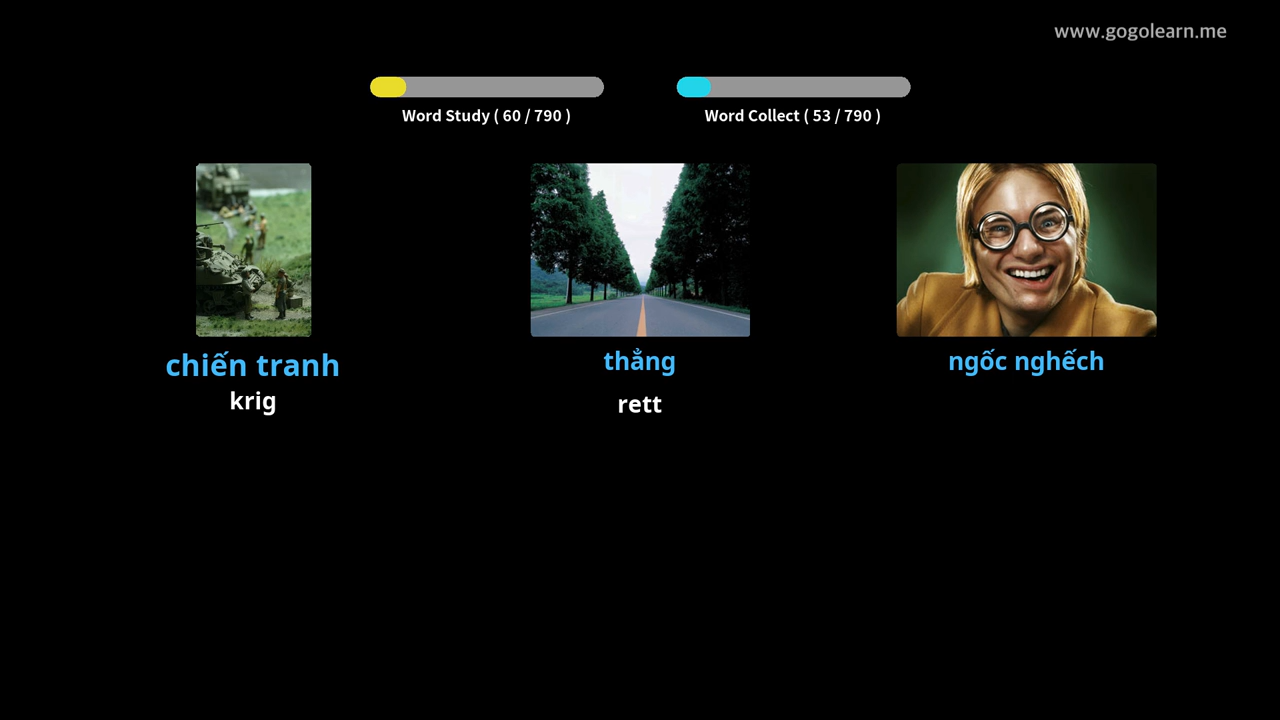 www.gogolearn.me
Word Study ( 60 / 790 )
Word Collect ( 53 / 790 )
chiến tranh
krig
thẳng
rett
ngốc nghếch